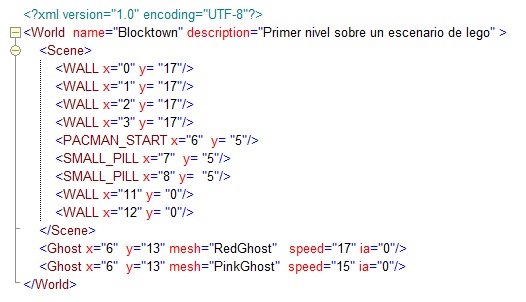 <?xml version="1.0" encoding="UTF-8"?>
<World name="Blocktown" description="Primer nivel sobre un escenario de lego" >
<Scene>
<WALL x="0" y= "17"/>
<WALL x="1" y= "17"/>
<WALL x="2" y= "17"/>
<WALL x="3" y= "17"/>
<PACMAN_START x="6" y= "5"/>
<SMALL_PILL x="7" y= "5"/>
<SMALL_PILL x="8" y= "5"/>
<WALL x="11" y= "0"/>
<WALL x="12" y= "0"/>
</Scene>
<Ghost x="6" y="13" mesh="RedGhost" speed="17" ia="0"/>
<Ghost x="6" y="13" mesh="PinkGhost" speed="15" ia="0"/>
</World>